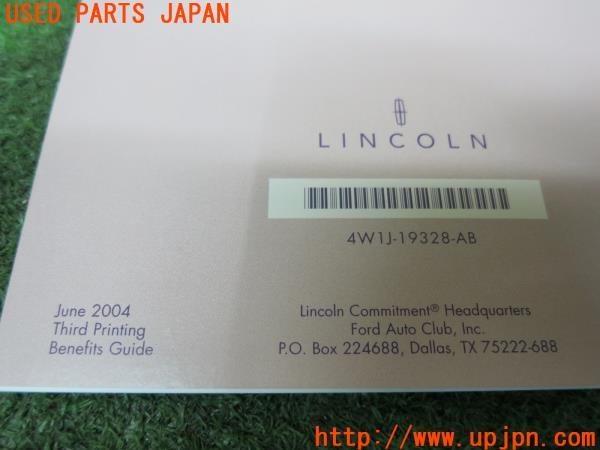 USED PARTS JAPAN
LINCOLN
4W1J-19328-AB
June 2004
Third Printing
Benefits Guide
Lincoln Commitment® Headquarters
Ford Auto Club, Inc.
P.O. Box 224688, Dallas, TX 75222-688
http://www.upjpn.com